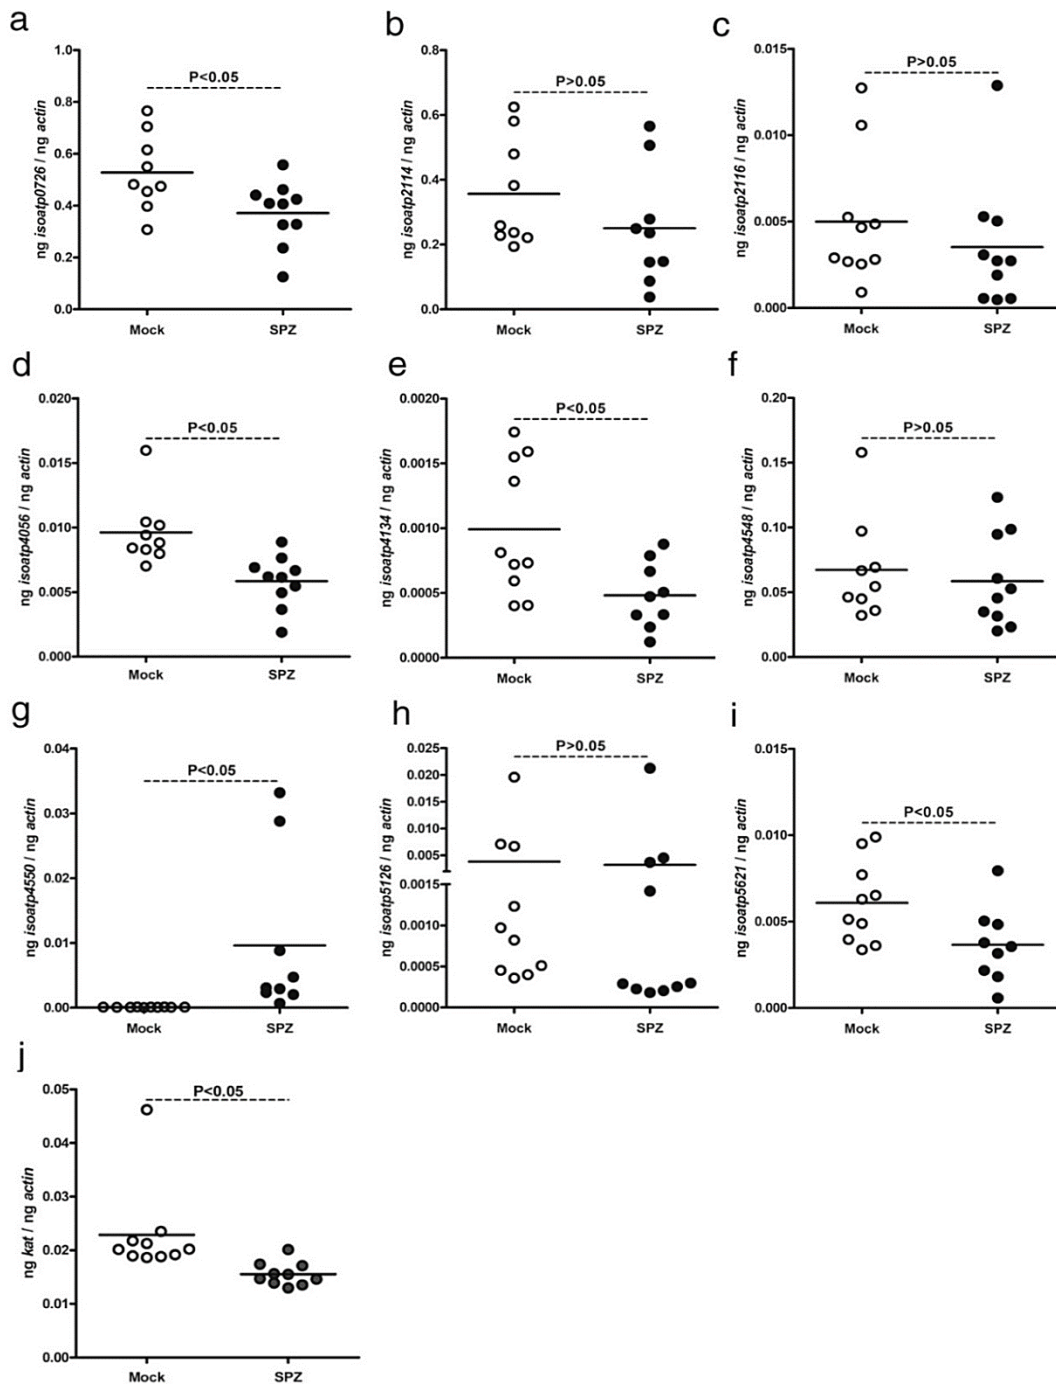 a
ng isoatp0726 / ng actin
1.0
0.8
0.6
0.4
0.2
0.0
P<0.05
Mock SPZ
b
ng isoatp2114 / ng actin
0.8
0.6
0.4
0.2
0.0
P>0.05
Mock SPZ
c
ng isoatp2116 / ng actin
0.015
0.010
0.005
0.000
P>0.05
Mock SPZ
d
ng isoatp4056 / ng actin
0.020
0.015
0.010
0.005
0.000
P<0.05
Mock SPZ
e
ng isoatp4134 / ng actin
0.0020
0.0015
0.0010
0.0005
0.0000
P<0.05
Mock SPZ
f
ng isoatp4548 / ng actin
0.20
0.15
0.10
0.05
0.00
P>0.05
Mock SPZ
g
ng isoatp4550 / ng actin
0.04
0.03
0.02
0.01
0.00
P<0.05
Mock SPZ
h
ng isoatp5126 / ng actin
0.025
0.020
0.015
0.010
0.005
0.0015
0.0010
0.0005
0.0000
P>0.05
Mock SPZ
i
ng isoatp5621 / ng actin
0.015
0.010
0.005
0.000
P<0.05
Mock SPZ
j
ng kat / ng actin
0.05
0.04
0.03
0.02
0.01
0.00
P<0.05
Mock SPZ